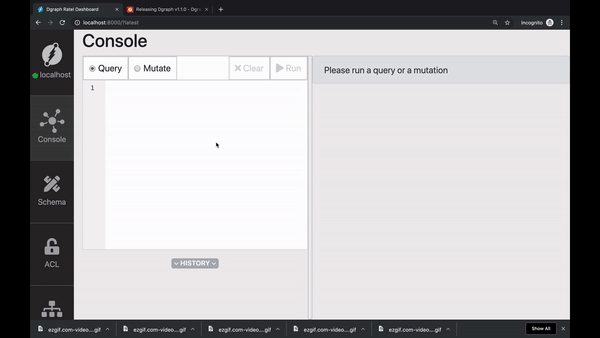 Dgraph Ratel Dashboard
Releasing Dgraph v1.1.0 - Dgra
localhost:8000/?latest
Incognito
Console
localhost
Query
Mutate
Clear
Run
Please run a query or a mutation
1
Console
HISTORY
Schema
ACL
ezgif.com-video....gif
ezgif.com-video....gif
ezgif.com-video....gif
ezgif.com-video....gif
ezgif.com-video....gif
Show All